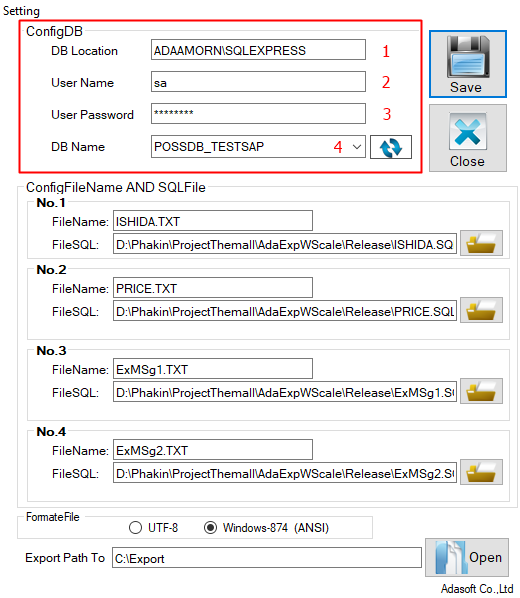 Setting
ConfigDB
DB Location ADAAMORN\SQLEXPRESS 1
User Name sa 2
User Password ******** 3
DB Name POSSDB_TESTSAP 4
Save
Close
ConfigFileName AND SQLFile
No.1
FileName: ISHIDA.TXT
FileSQL: D:\Phakin\ProjectThemall\AdaExpWScale\Release\ISHIDA.SQ
No.2
FileName: PRICE.TXT
FileSQL: D:\Phakin\ProjectThemall\AdaExpWScale\Release\PRICE.SQL
No.3
FileName: ExMSg1.TXT
FileSQL: D:\Phakin\ProjectThemall\AdaExpWScale\Release\ExMSg1.S
No.4
FileName: ExMSg2.TXT
FileSQL: D:\Phakin\ProjectThemall\AdaExpWScale\Release\ExMSg2.S
FormateFile
UTF-8 Windows-874 (ANSI)
Export Path To C:\Export Open
Adasoft Co.,Ltd